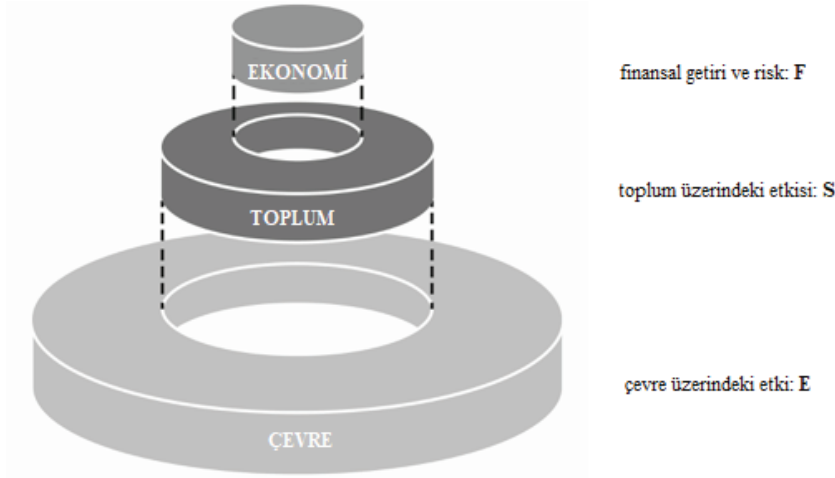 EKONOMİ
finansal getiri ve risk: F
TOPLUM
toplum üzerindeki etkisi: S
ÇEVRE
çevre üzerindeki etki: E